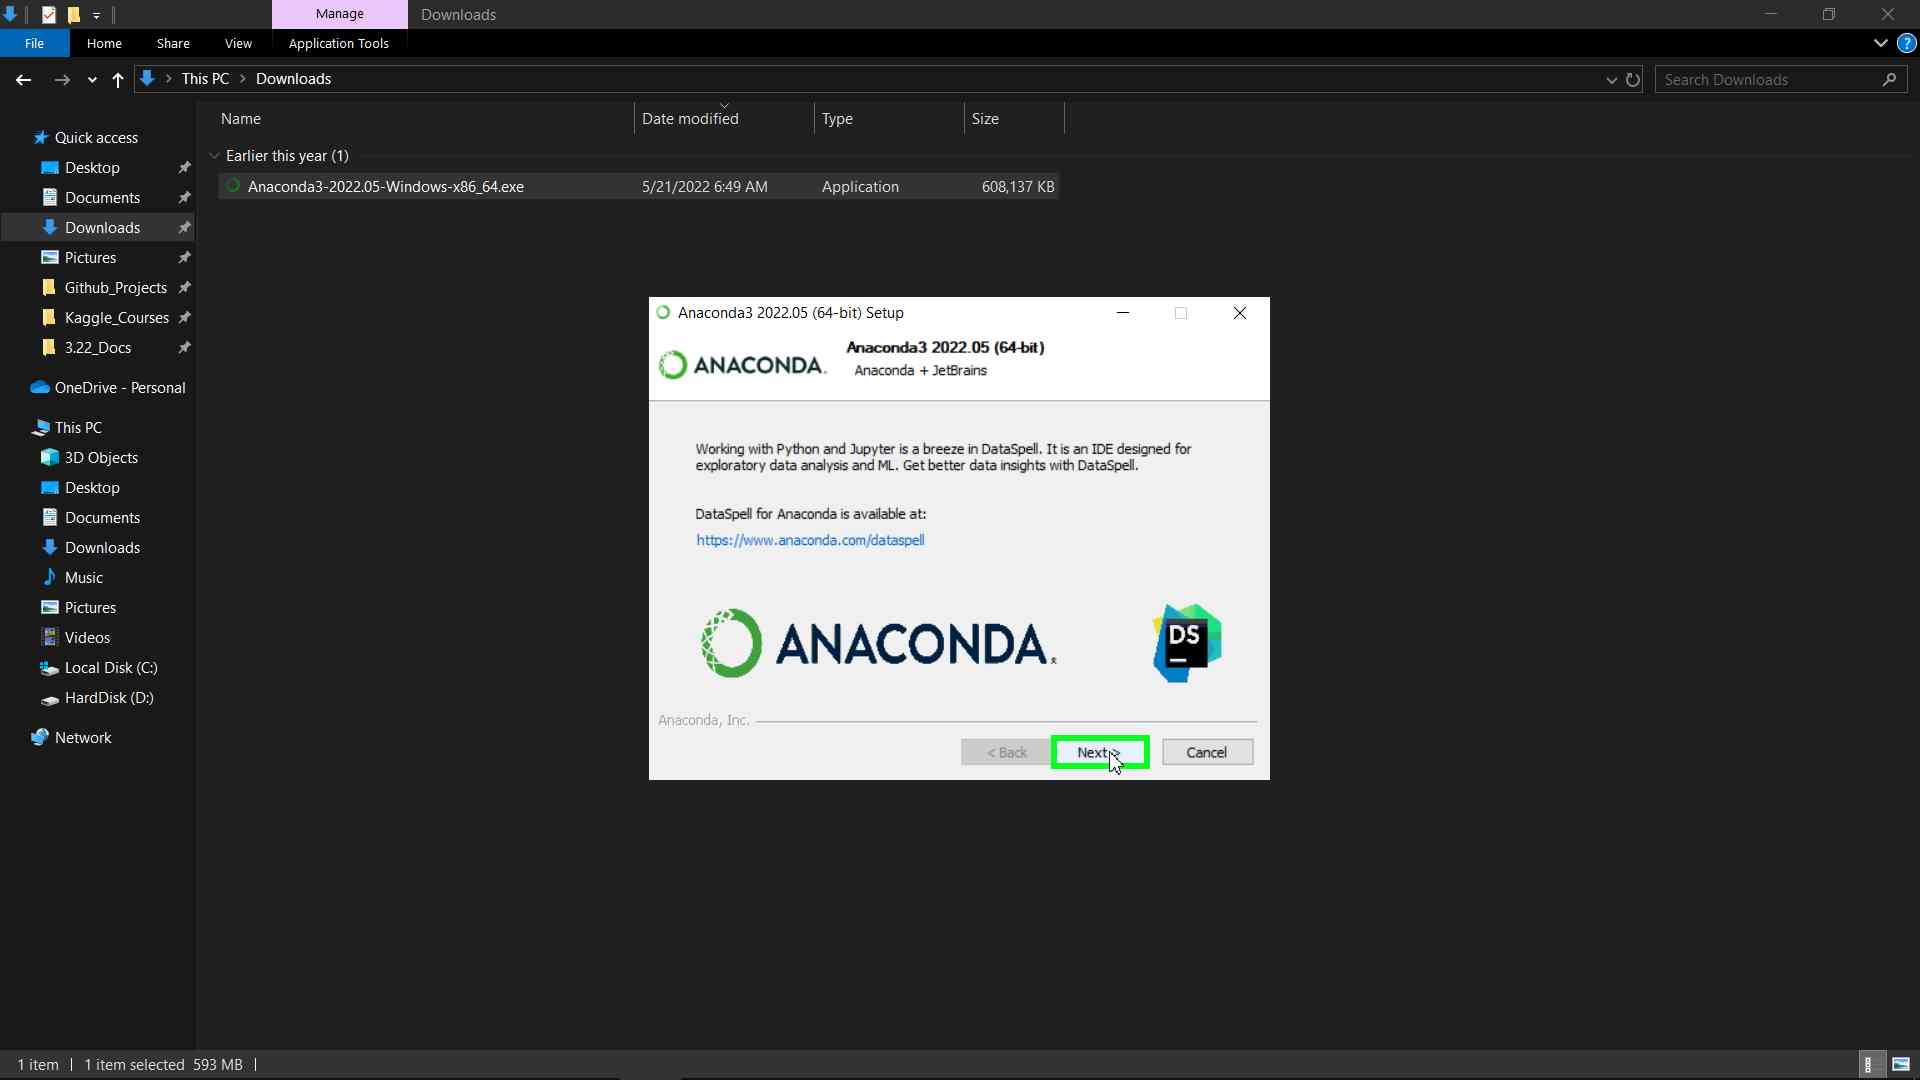 Manage
Downloads
File
Home
Share
View
Application Tools
?
This PC
Downloads
Search Downloads
Name
Date modified
Type
Size
Quick access
Desktop
Documents
Downloads
Pictures
Github_Projects
Kaggle_Courses
3.22_Docs
OneDrive - Personal
This PC
3D Objects
Desktop
Documents
Downloads
Music
Pictures
Videos
Local Disk (C:)
HardDisk (D:)
Network
Earlier this year (1)
Anaconda3-2022.05-Windows-x86_64.exe 5/21/2022 6:49 AM Application 608,137 KB
Anaconda3 2022.05 (64-bit) Setup
ANACONDA.
Anaconda3 2022.05 (64-bit)
Anaconda + JetBrains
Working with Python and Jupyter is a breeze in DataSpell. It is an IDE designed for
exploratory data analysis and ML. Get better data insights with DataSpell.
DataSpell for Anaconda is available at:
https://www.anaconda.com/dataspell
ANACONDA.
DS
Anaconda, Inc.
< Back
Next >
Cancel
1 item
1 item selected 593 MB